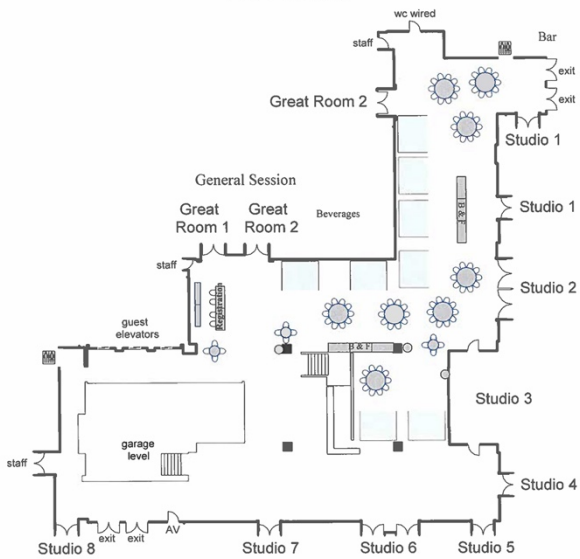 wc wired
Bar
staff
exit
exit
Great Room 2
Studio 1
General Session
Great
Room 1
Great
Room 2
Beverages
Studio 1
B & F
staff
Studio 2
Registration
guest
elevators
B & F
Studio 3
garage
level
staff
Studio 4
AV
exit
exit
Studio 8
Studio 7
Studio 6
Studio 5